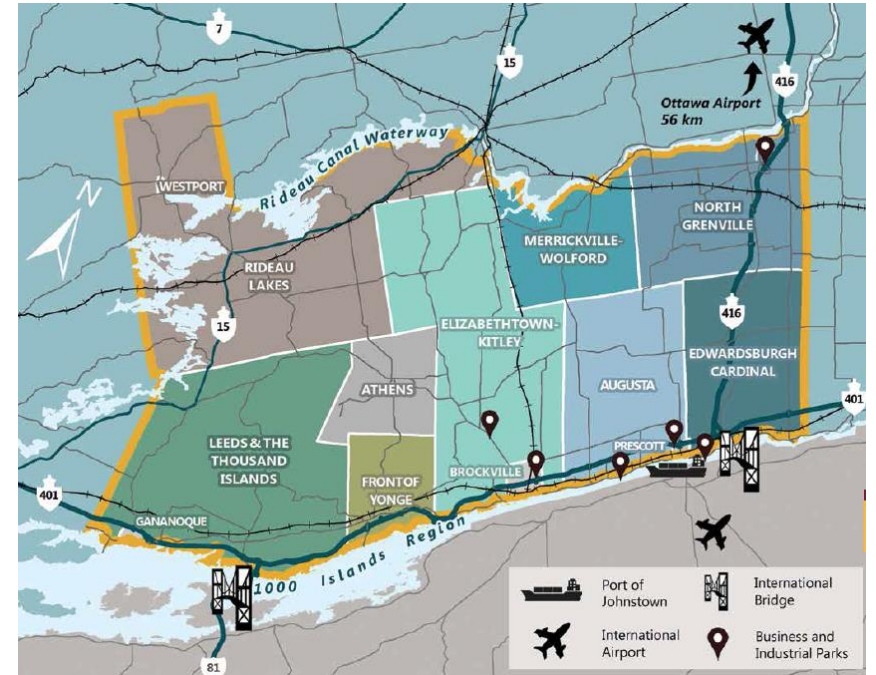 7
15
416
Ottawa Airport
56 km
Rideau Canal Waterway
WESTPORT
N
NORTH
GRENVILLE
MERRICKVILLE-
WOLFORD
RIDEAU
LAKES
15
ELIZABETHTOWN-
KITLEY
416
EDWARDSBURGH
CARDINAL
ATHENS
AUGUSTA
401
LEEDS & THE
THOUSAND
ISLANDS
PRESCOTT
BROCKVILLE
FRONT OF
YONGE
401
GANANOQUE
1000 Islands Region
81
Port of
Johnstown
International
Bridge
International
Airport
Business and
Industrial Parks